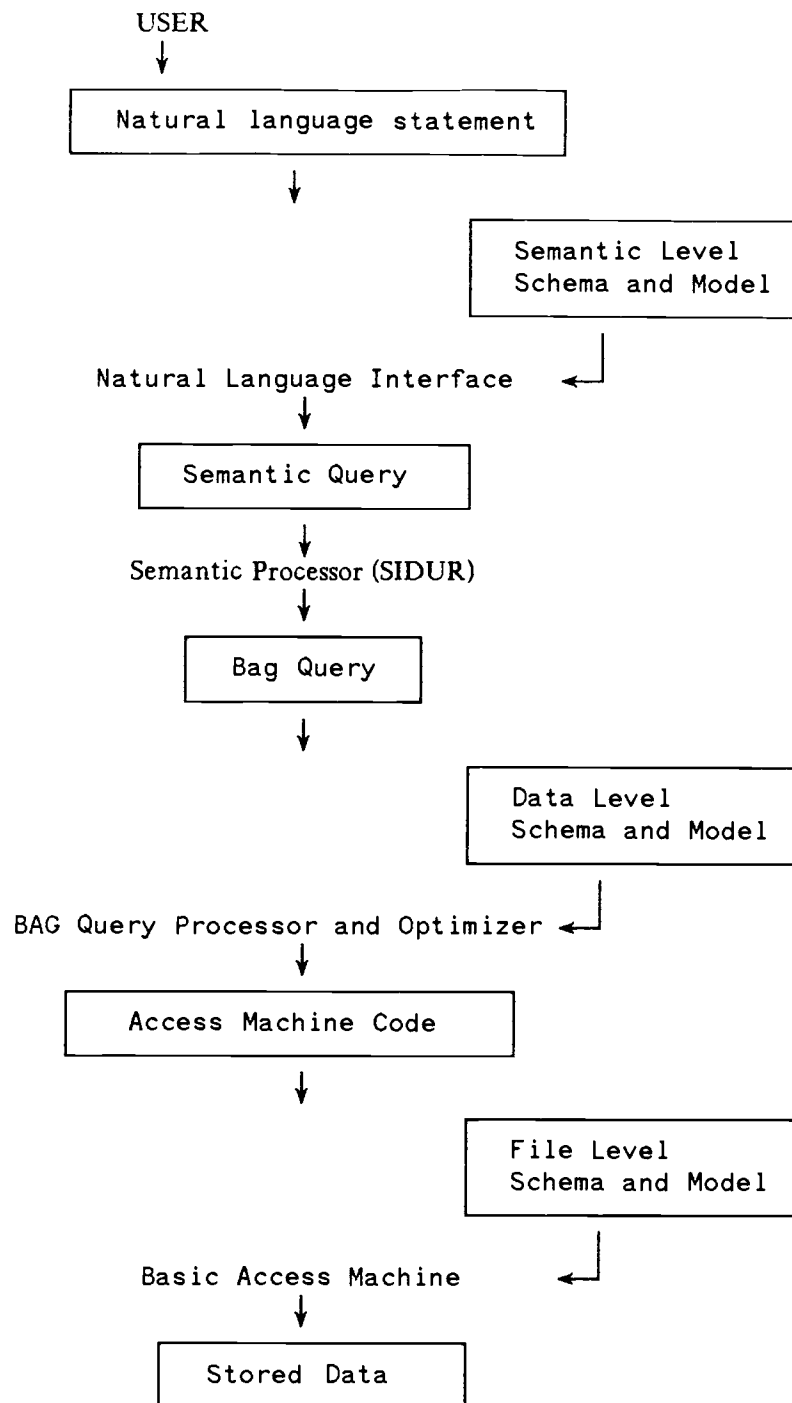 USER
Natural language statement
Semantic Level
Schema and Model
Natural Language Interface
Semantic Query
Semantic Processor (SIDUR)
Bag Query
Data Level
Schema and Model
BAG Query Processor and Optimizer
Access Machine Code
File Level
Schema and Model
Basic Access Machine
Stored Data